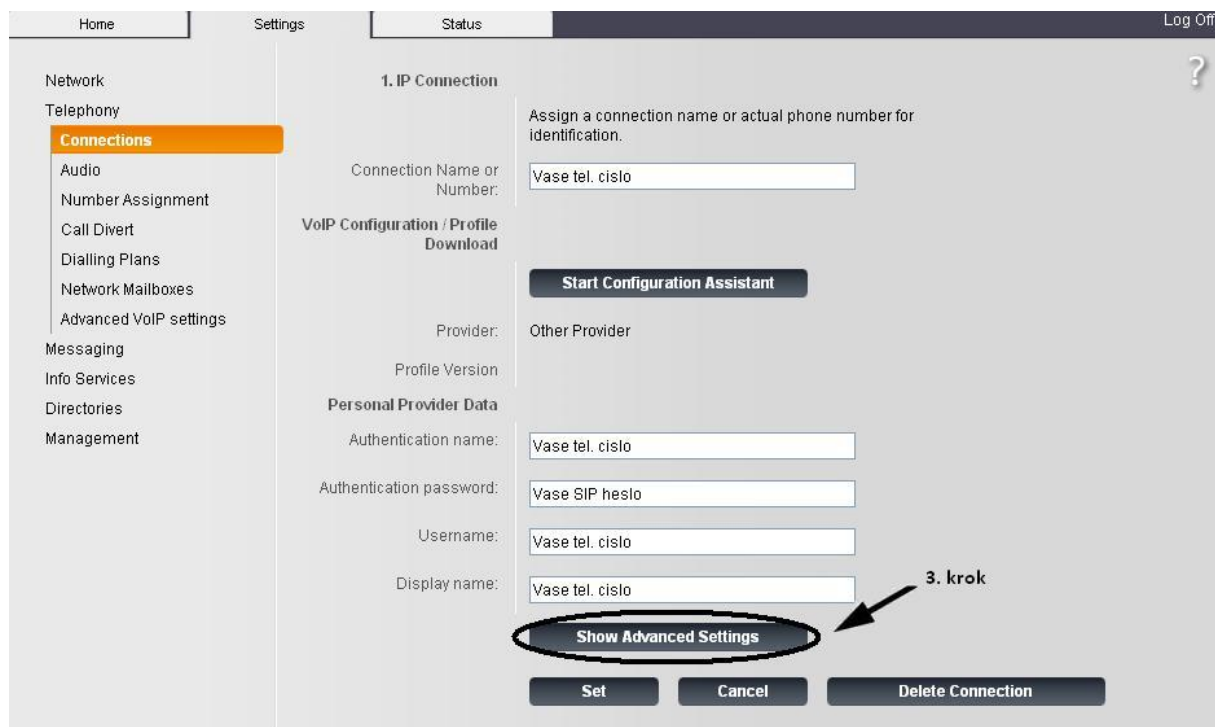 Home
Settings
Status
Log Off
?
Network
Telephony
Connections
Audio
Number Assignment
Call Divert
Dialling Plans
Network Mailboxes
Advanced VoIP settings
Messaging
Info Services
Directories
Management
1. IP Connection
Assign a connection name or actual phone number for
identification.
Connection Name or
Number:
Vase tel. cislo
VoIP Configuration / Profile
Download
Start Configuration Assistant
Provider:
Other Provider
Profile Version
Personal Provider Data
Authentication name:
Vase tel. cislo
Authentication password:
Vase SIP heslo
Username:
Vase tel. cislo
Display name:
Vase tel. cislo
3. krok
Show Advanced Settings
Set
Cancel
Delete Connection